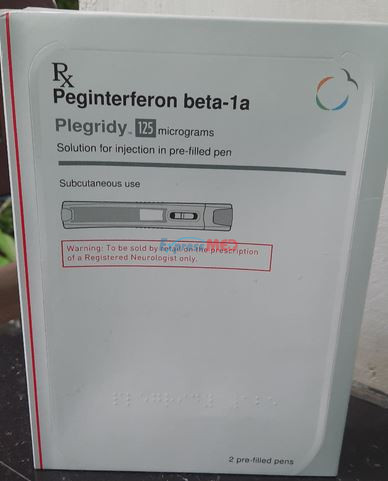 Rx
Peginterferon beta-1a
Plegridy™ 125 micrograms
Solution for injection in pre-filled pen
Subcutaneous use
Warning: To be sold by retail on the prescription
of a Registered Neurologist only.
2 pre-filled pens